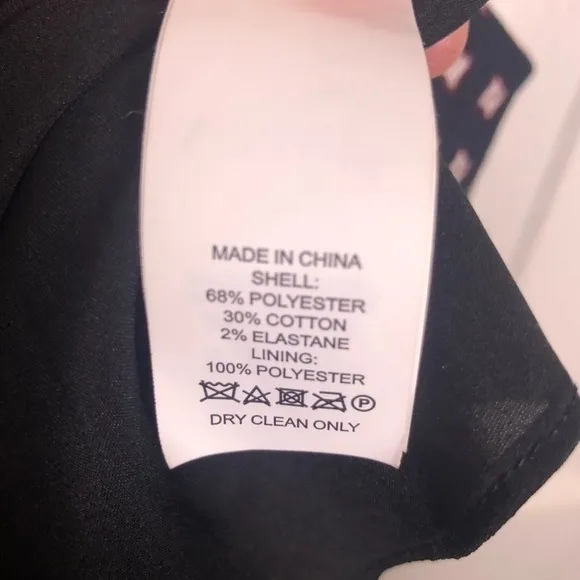 MADE IN CHINA
SHELL:
68% POLYESTER
30% COTTON
2% ELASTANE
LINING:
100% POLYESTER
P
DRY CLEAN ONLY